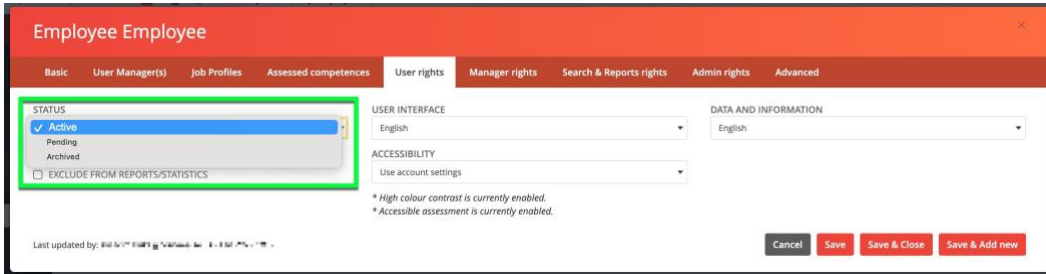 Employee Employee
×
Basic User Manager(s) Job Profiles Assessed competences User rights Manager rights Search & Reports rights Admin rights Advanced
STATUS
Active
Pending
Archived
EXCLUDE FROM REPORTS/STATISTICS
USER INTERFACE
English
ACCESSIBILITY
Use account settings
* High colour contrast is currently enabled.
* Accessible assessment is currently enabled.
DATA AND INFORMATION
English
Last updated by:
Cancel Save Save & Close Save & Add new